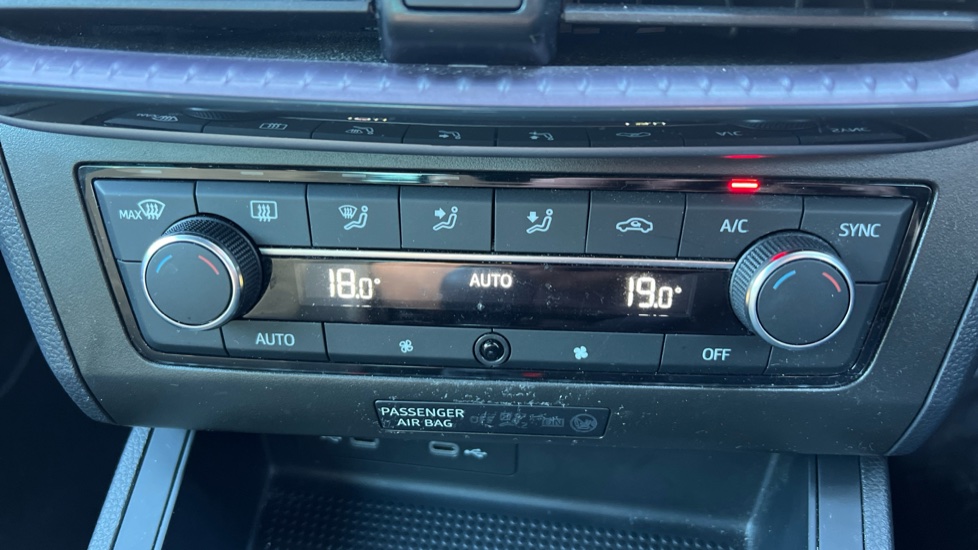 MAX
A/C
SYNC
18.0°
AUTO
19.0°
AUTO
OFF
PASSENGER
AIR BAG